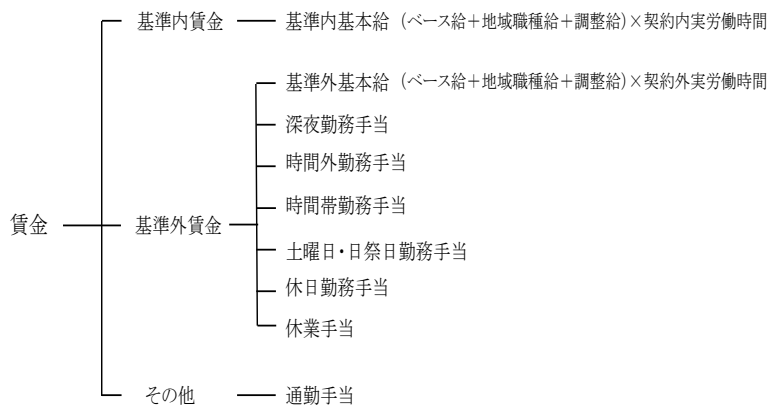 基準内賃金 基準内基本給 (ベース給+地域職種給+調整給)×契約内実労働時間
基準外基本給 (ベース給+地域職種給+調整給)×契約外実労働時間
深夜勤務手当
時間外勤務手当
時間帯勤務手当
賃金 基準外賃金
土曜日・日祭日勤務手当
休日勤務手当
休業手当
その他 通勤手当